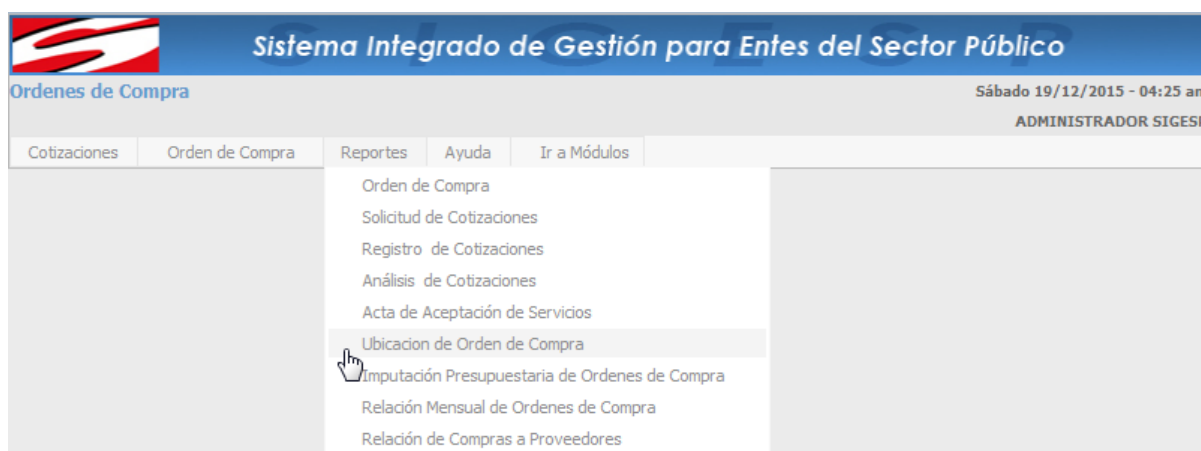 Sistema Integrado de Gestión para Entes del Sector Público
Ordenes de Compra
Sábado 19/12/2015 - 04:25 am
ADMINISTRADOR SIGESP
Cotizaciones Orden de Compra Reportes Ayuda Ir a Módulos
Orden de Compra
Solicitud de Cotizaciones
Registro de Cotizaciones
Análisis de Cotizaciones
Acta de Aceptación de Servicios
Ubicacion de Orden de Compra
Imputación Presupuestaria de Ordenes de Compra
Relación Mensual de Ordenes de Compra
Relación de Compras a Proveedores